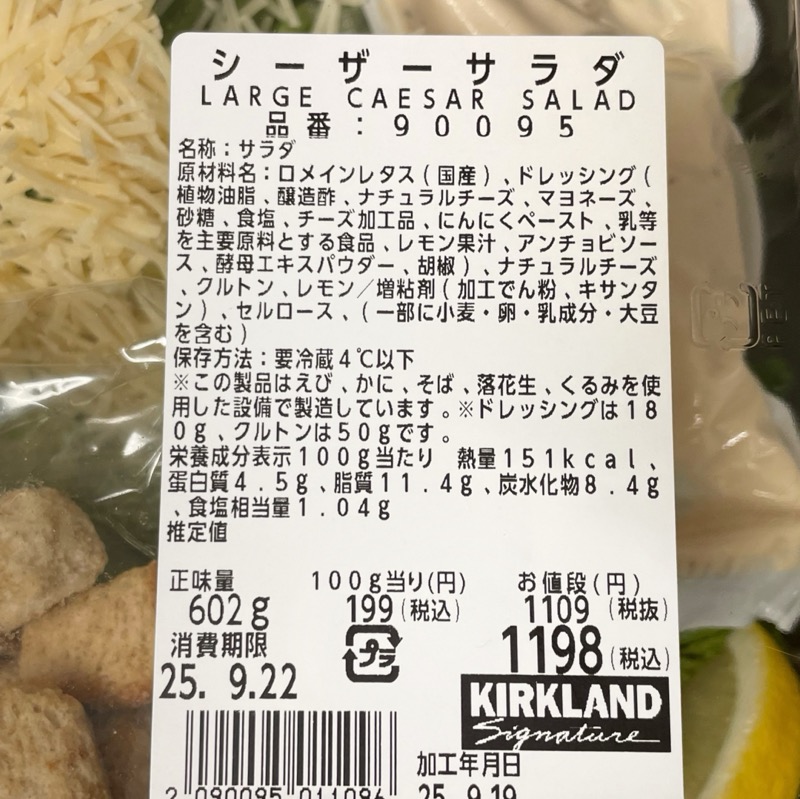 シーザーサラダ
LARGE CAESAR SALAD
品番:90095
名称:サラダ
原材料名:ロメインレタス(国産)、ドレッシング(
植物油脂、醸造酢、ナチュラルチーズ、マヨネーズ、
砂糖、食塩、チーズ加工品、にんにくペースト、乳等
を主要原料とする食品、レモン果汁、アンチョビソー
ス、酵母エキスパウダー、胡椒)、ナチュラルチーズ
、クルトン、レモン/増粘剤(加工でん粉、キサンタ
ン)、セルロース、(一部に小麦・卵・乳成分・大豆
を含む)
保存方法:要冷蔵4℃以下
※この製品はえび、かに、そば、落花生、くるみを使
用した設備で製造しています。※ドレッシングは18
0g、クルトンは50gです。
栄養成分表示100g当たり 熱量151kcal、
蛋白質4.5g、脂質11.4g、炭水化物8.4g
、食塩相当量1.04g
推定値
正味量 100g当り(円) お値段(円)
602g 199(税込) 1109(税抜)
消費期限 プラ 1198(税込)
25. 9.22
KIRKLAND
Signature
加工年月日
2 090095 011096 25. 9.19